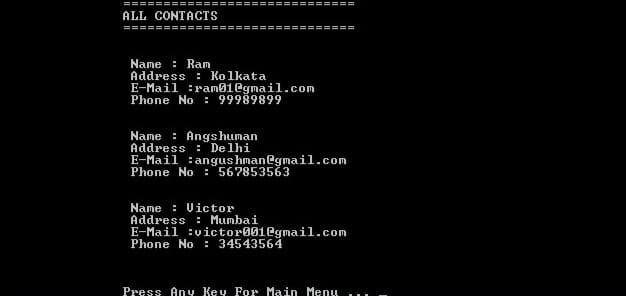 ==============================
ALL CONTACTS
==============================
Name : Ram
Address : Kolkata
E-Mail :ram01@gmail.com
Phone No : 99989899
Name : Angshuman
Address : Delhi
E-Mail :angushman@gmail.com
Phone No : 567853563
Name : Victor
Address : Mumbai
E-Mail :victor001@gmail.com
Phone No : 34543564
Press Any Key For Main Menu ... _